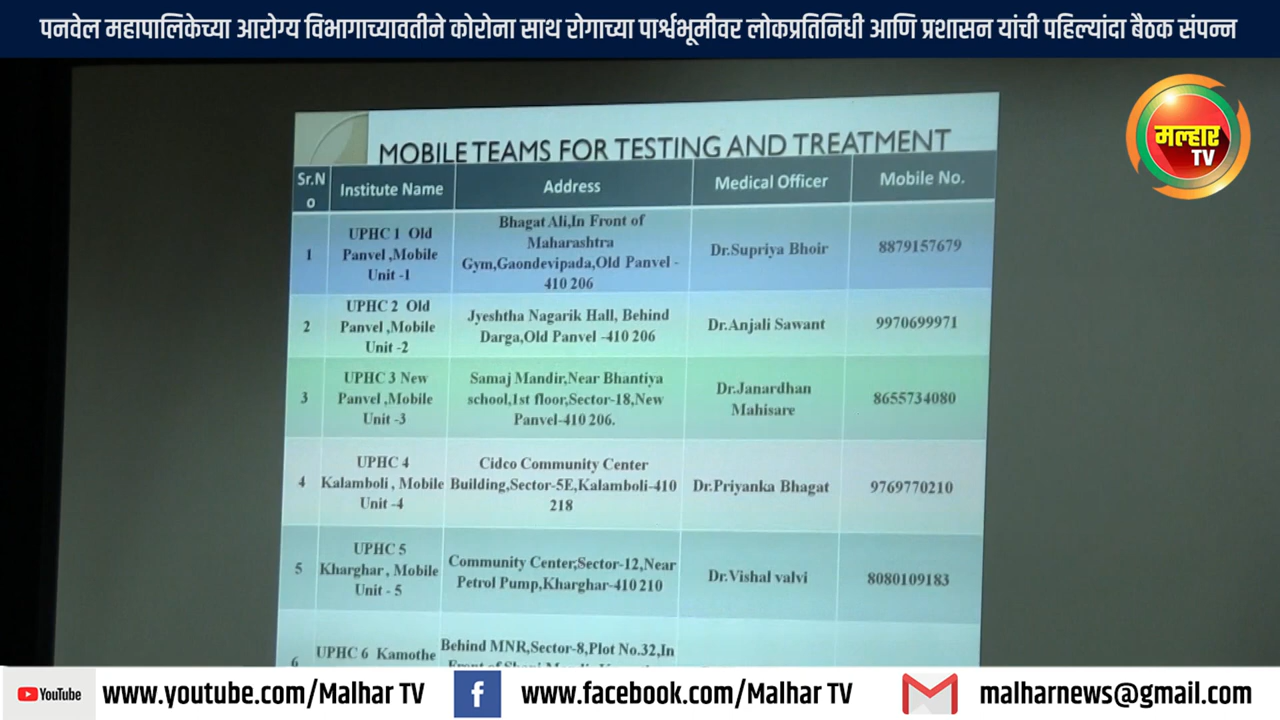 पनवेल महापालिकेच्या आरोग्य विभागाच्यावतीने कोरोना साथ रोगाच्या पार्श्वभूमीवर लोकप्रतिनिधी आणि प्रशासन यांची पहिल्यांदा बैठक संपन्न
मल्हार
TV
MOBILE TEAMS FOR TESTING AND TREATMENT
Sr.N
o
Institute Name
Address
Medical Officer
Mobile No.
1
UPHC 1 Old
Panvel ,Mobile
Unit -1
Bhagat Ali,In Front of
Maharashtra
Gym,Gaondevipada,Old Panvel -
410 206
Dr.Supriya Bhoir
8879157679
2
UPHC 2 Old
Panvel ,Mobile
Unit -2
Jyeshtha Nagarik Hall, Behind
Darga,Old Panvel -410 206
Dr.Anjali Sawant
9970699971
3
UPHC 3 New
Panvel ,Mobile
Unit -3
Samaj Mandir,Near Bhantiya
school,1st floor,Sector-18,New
Panvel-410 206.
Dr.Janardhan
Mahisare
8655734080
4
UPHC 4
Kalamboli , Mobile
Unit -4
Cidco Community Center
Building,Sector-5E,Kalamboli-410
218
Dr.Priyanka Bhagat
9769770210
5
UPHC 5
Kharghar , Mobile
Unit - 5
Community Center,Sector-12,Near
Petrol Pump,Kharghar-410 210
Dr.Vishal valvi
8080109183
6
UPHC 6 Kamothe
Behind MNR,Sector-8,Plot No.32,In
YouTube
www.youtube.com/Malhar TV
f
www.facebook.com/Malhar TV
malharnews@gmail.com